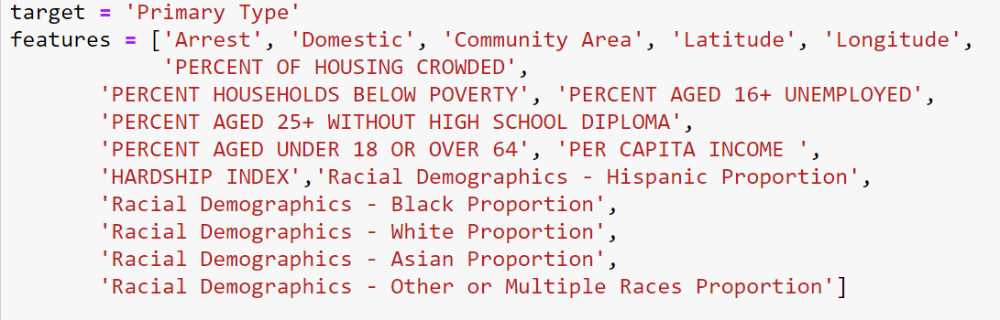 target = 'Primary Type'
features = ['Arrest', 'Domestic', 'Community Area', 'Latitude', 'Longitude',
'PERCENT OF HOUSING CROWDED',
'PERCENT HOUSEHOLDS BELOW POVERTY', 'PERCENT AGED 16+ UNEMPLOYED',
'PERCENT AGED 25+ WITHOUT HIGH SCHOOL DIPLOMA',
'PERCENT AGED UNDER 18 OR OVER 64', 'PER CAPITA INCOME ',
'HARDSHIP INDEX','Racial Demographics - Hispanic Proportion',
'Racial Demographics - Black Proportion',
'Racial Demographics - White Proportion',
'Racial Demographics - Asian Proportion',
'Racial Demographics - Other or Multiple Races Proportion']